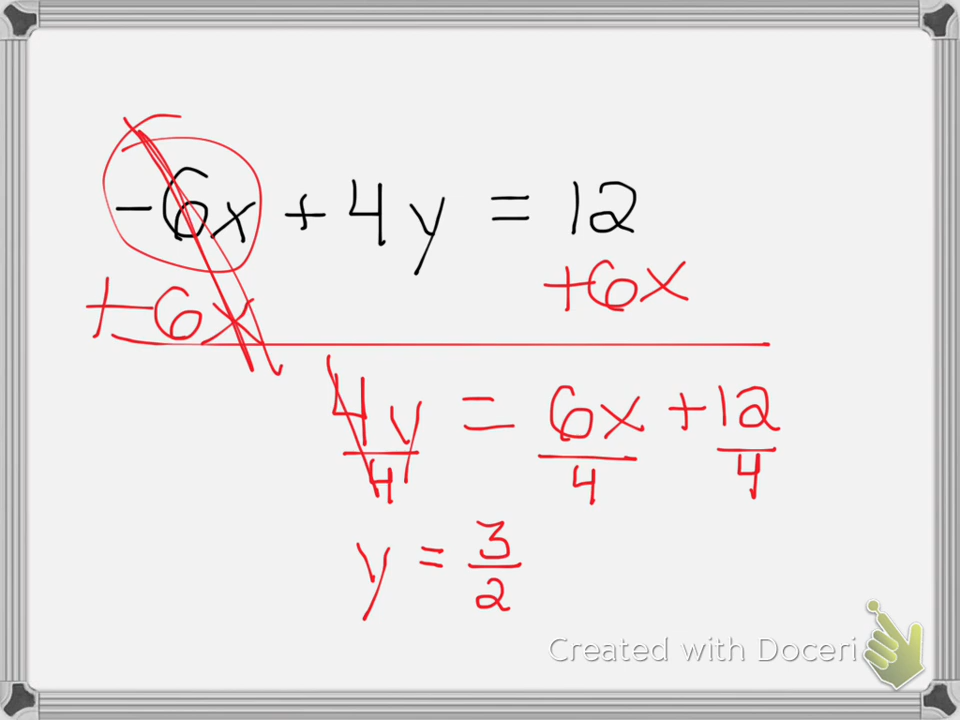 -6x + 4y = 12
+6x +6x
4y = 6x + 12
4 4 4
y = 3
2
Created with Doceri